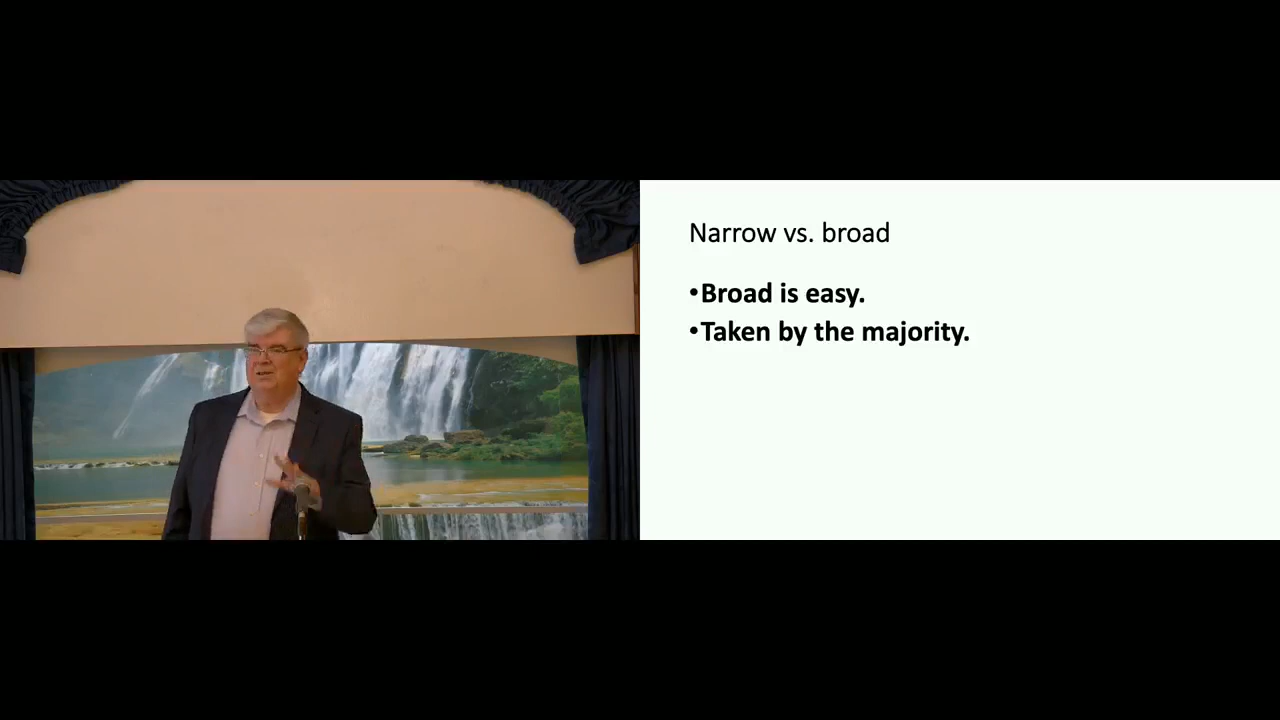 Narrow vs. broad
•Broad is easy.
•Taken by the majority.